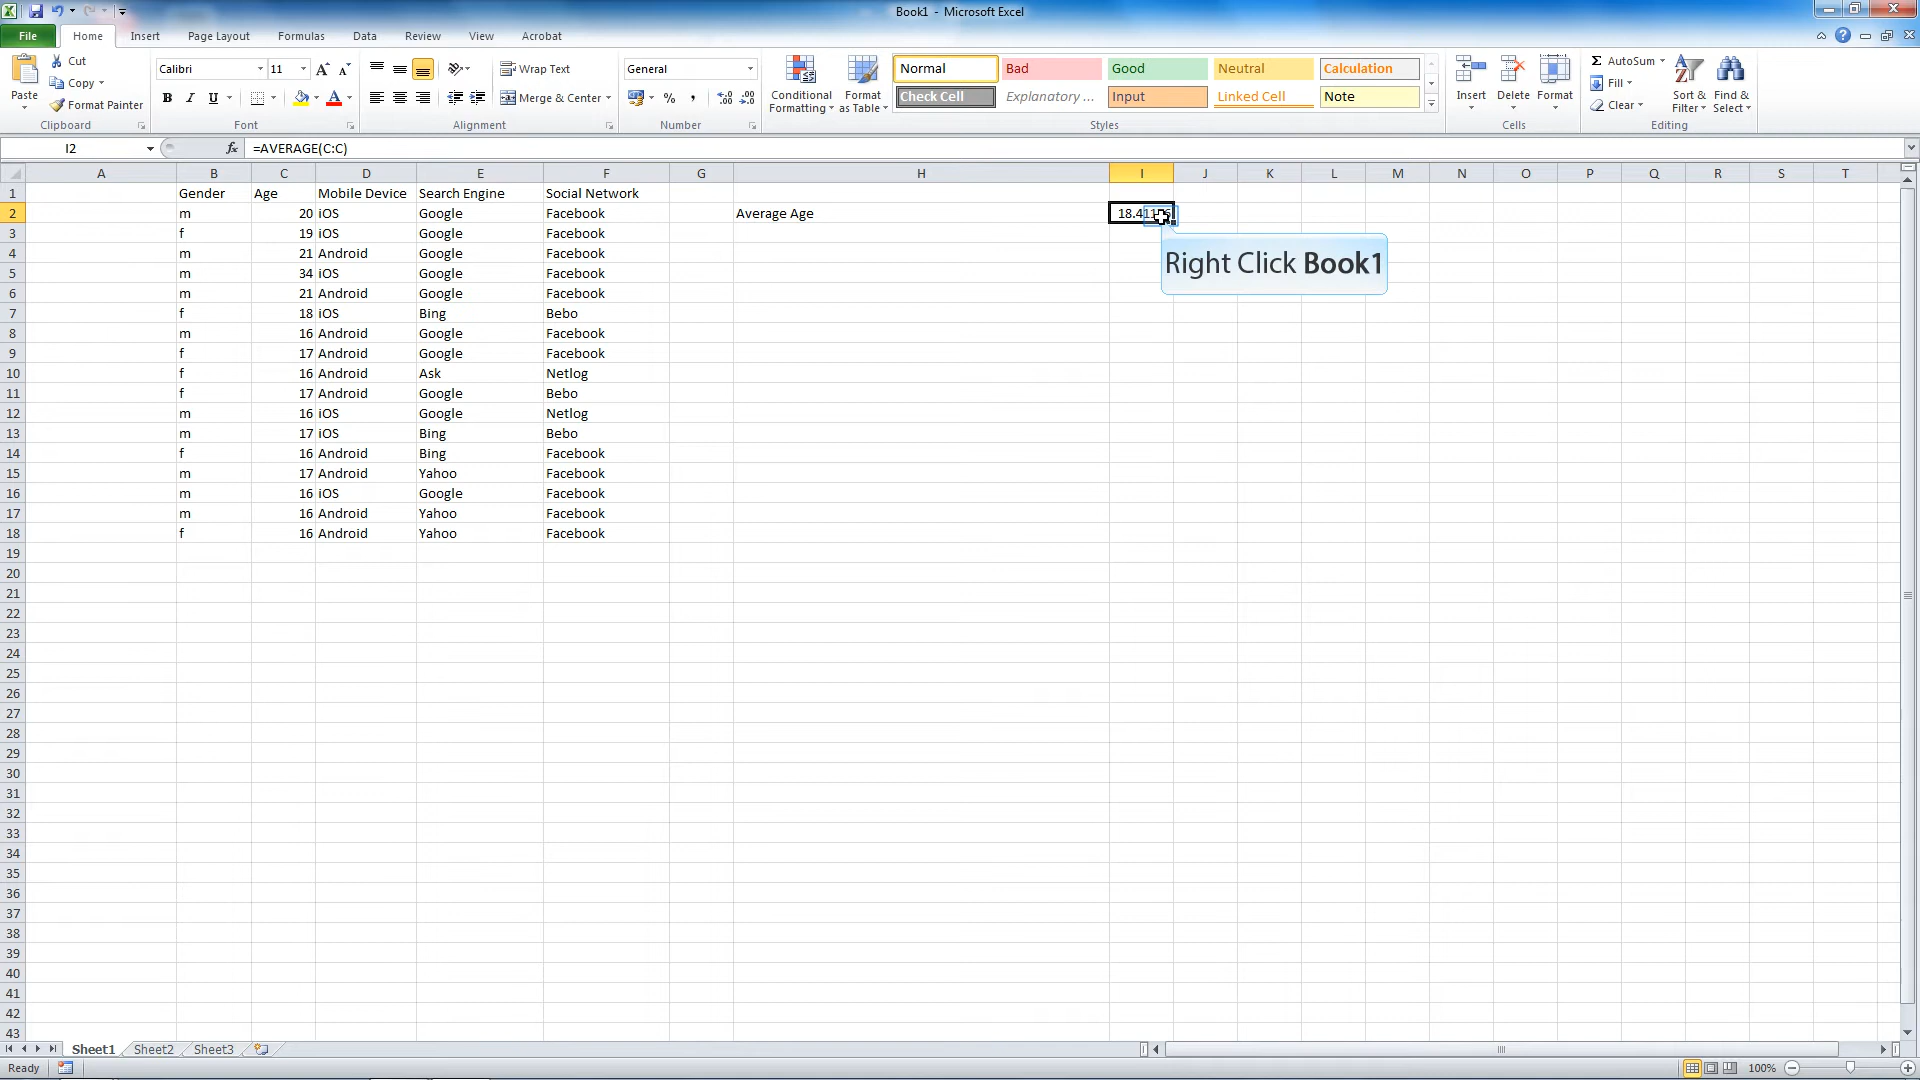 Book1 - Microsoft Excel
File Home Insert Page Layout Formulas Data Review View Acrobat
Paste
Cut
Copy
Format Painter
Clipboard
Calibri 11
B I U
Font
Wrap Text
Merge & Center
Alignment
General
% ,
Number
Conditional Formatting
Format as Table
Normal Bad Good Neutral Calculation
Check Cell Explanatory ... Input Linked Cell Note
Styles
Insert Delete Format
Cells
Σ AutoSum
Fill
Clear
Sort & Filter
Find & Select
Editing
I2 fx =AVERAGE(C:C)
A B C D E F G H I J K L M N O P Q R S T
1 Gender Age Mobile Device Search Engine Social Network
2 m 20 iOS Google Facebook Average Age
3 f 19 iOS Google Facebook
4 m 21 Android Google Facebook
5 m 34 iOS Google Facebook
6 m 21 Android Google Facebook
7 f 18 iOS Bing Bebo
8 m 16 Android Google Facebook
9 f 17 Android Google Facebook
10 f 16 Android Ask Netlog
11 f 17 Android Google Bebo
12 m 16 iOS Google Netlog
13 m 17 iOS Bing Bebo
14 f 16 Android Bing Facebook
15 m 17 Android Yahoo Facebook
16 m 16 iOS Google Facebook
17 m 16 Android Yahoo Facebook
18 f 16 Android Yahoo Facebook
19
20
21
22
23
24
25
26
27
28
29
30
31
32
33
34
35
36
37
38
39
40
41
42
43
Right Click Book1
Sheet1 Sheet2 Sheet3
Ready 100%